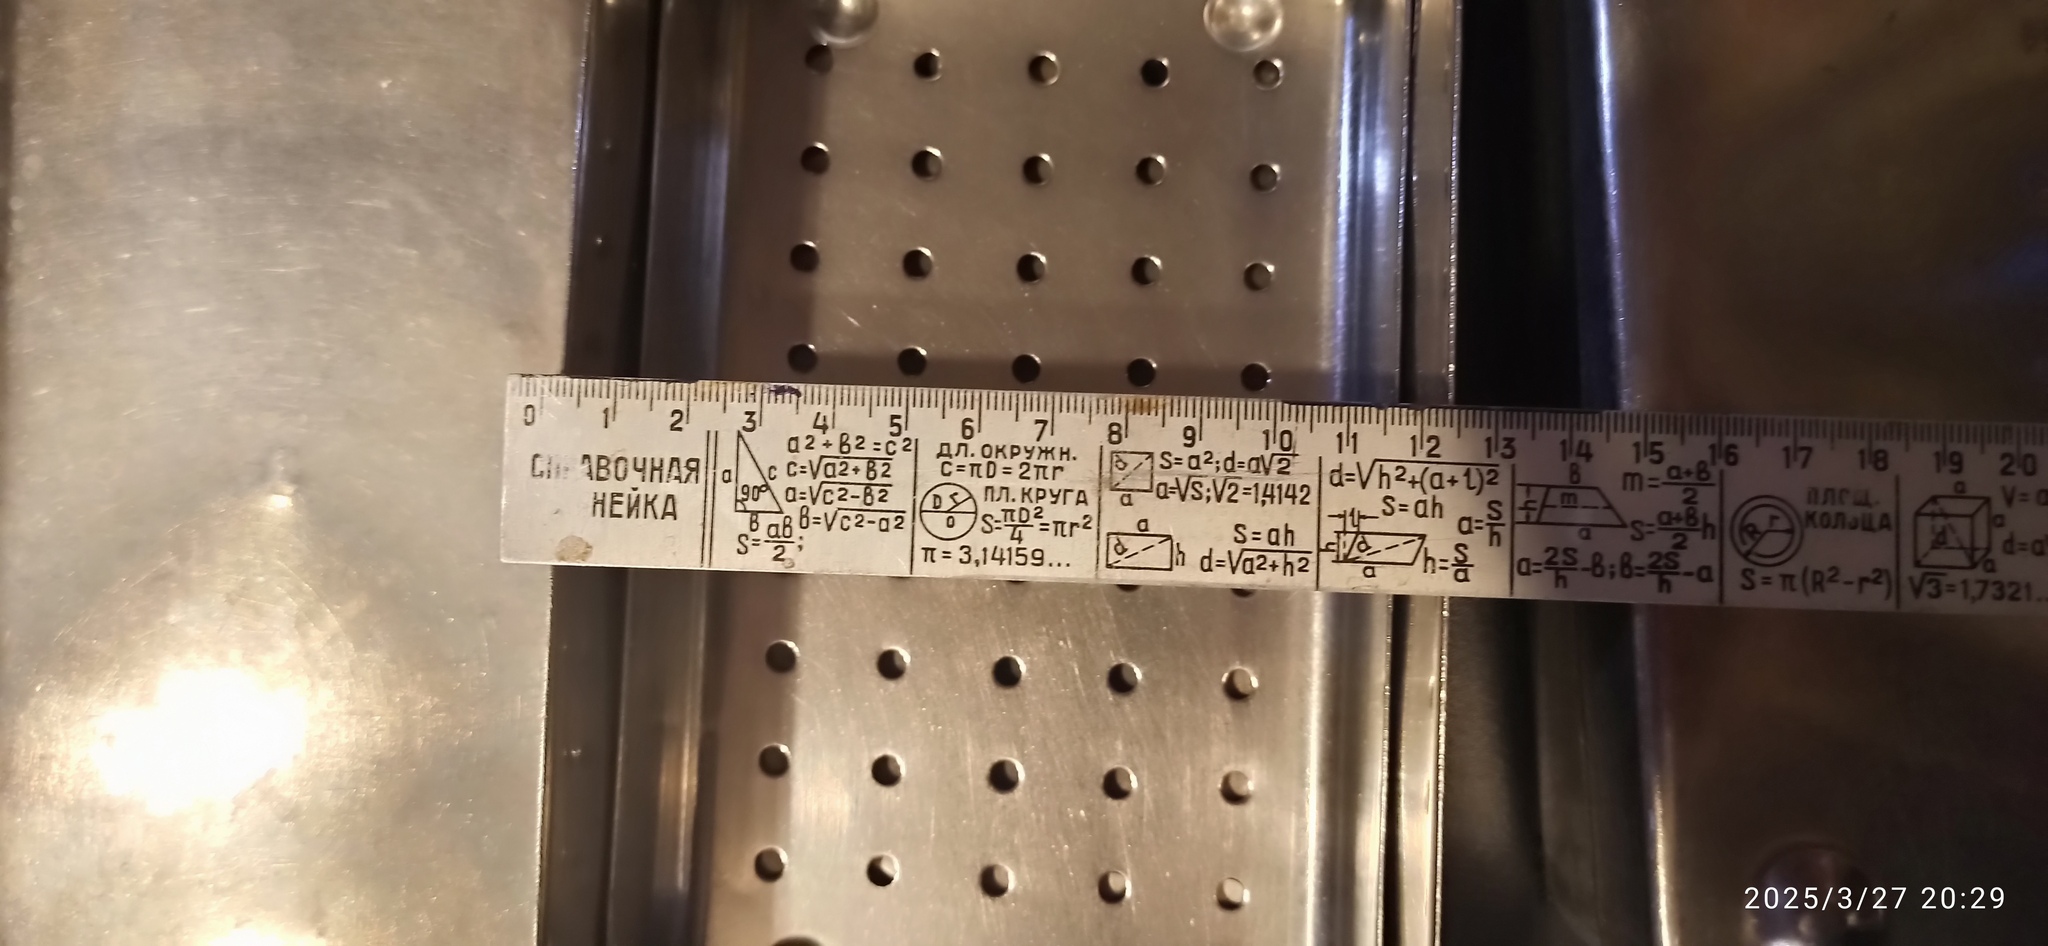 0 1 2 3 4 5 6 7 8 9 10 11 12 13 14 15 16 17 18 19 20
АВОЧНАЯ
НЕЙКА
a
c
90°
в
a2+в2=c2
c=√a2+в2
a=√c2-в2
в=√c2-a2
S=aв/2;
ДЛ. ОКРУЖН.
C=πD=2πr
D S
O
ПЛ. КРУГА
S=πD2/4=πr2
π=3,14159...
d
a
S=a2; d=a√2
a=√S; √2=1,4142
a
d
h
S=ah
d=√a2+h2
d=√h2+(a+l)2
S=ah
a=S/h
l
d
a
h=S/a
в
m
a
m=a+в/2
S=a+в/2h
a=2S/h-в; в=2S/h-a
R r
ПЛОЩ.
КОЛЬЦА
S=π(R2-r2)
a
a
d
a
V=a
d=a
√3=1,7321..
2025/3/27 20:29